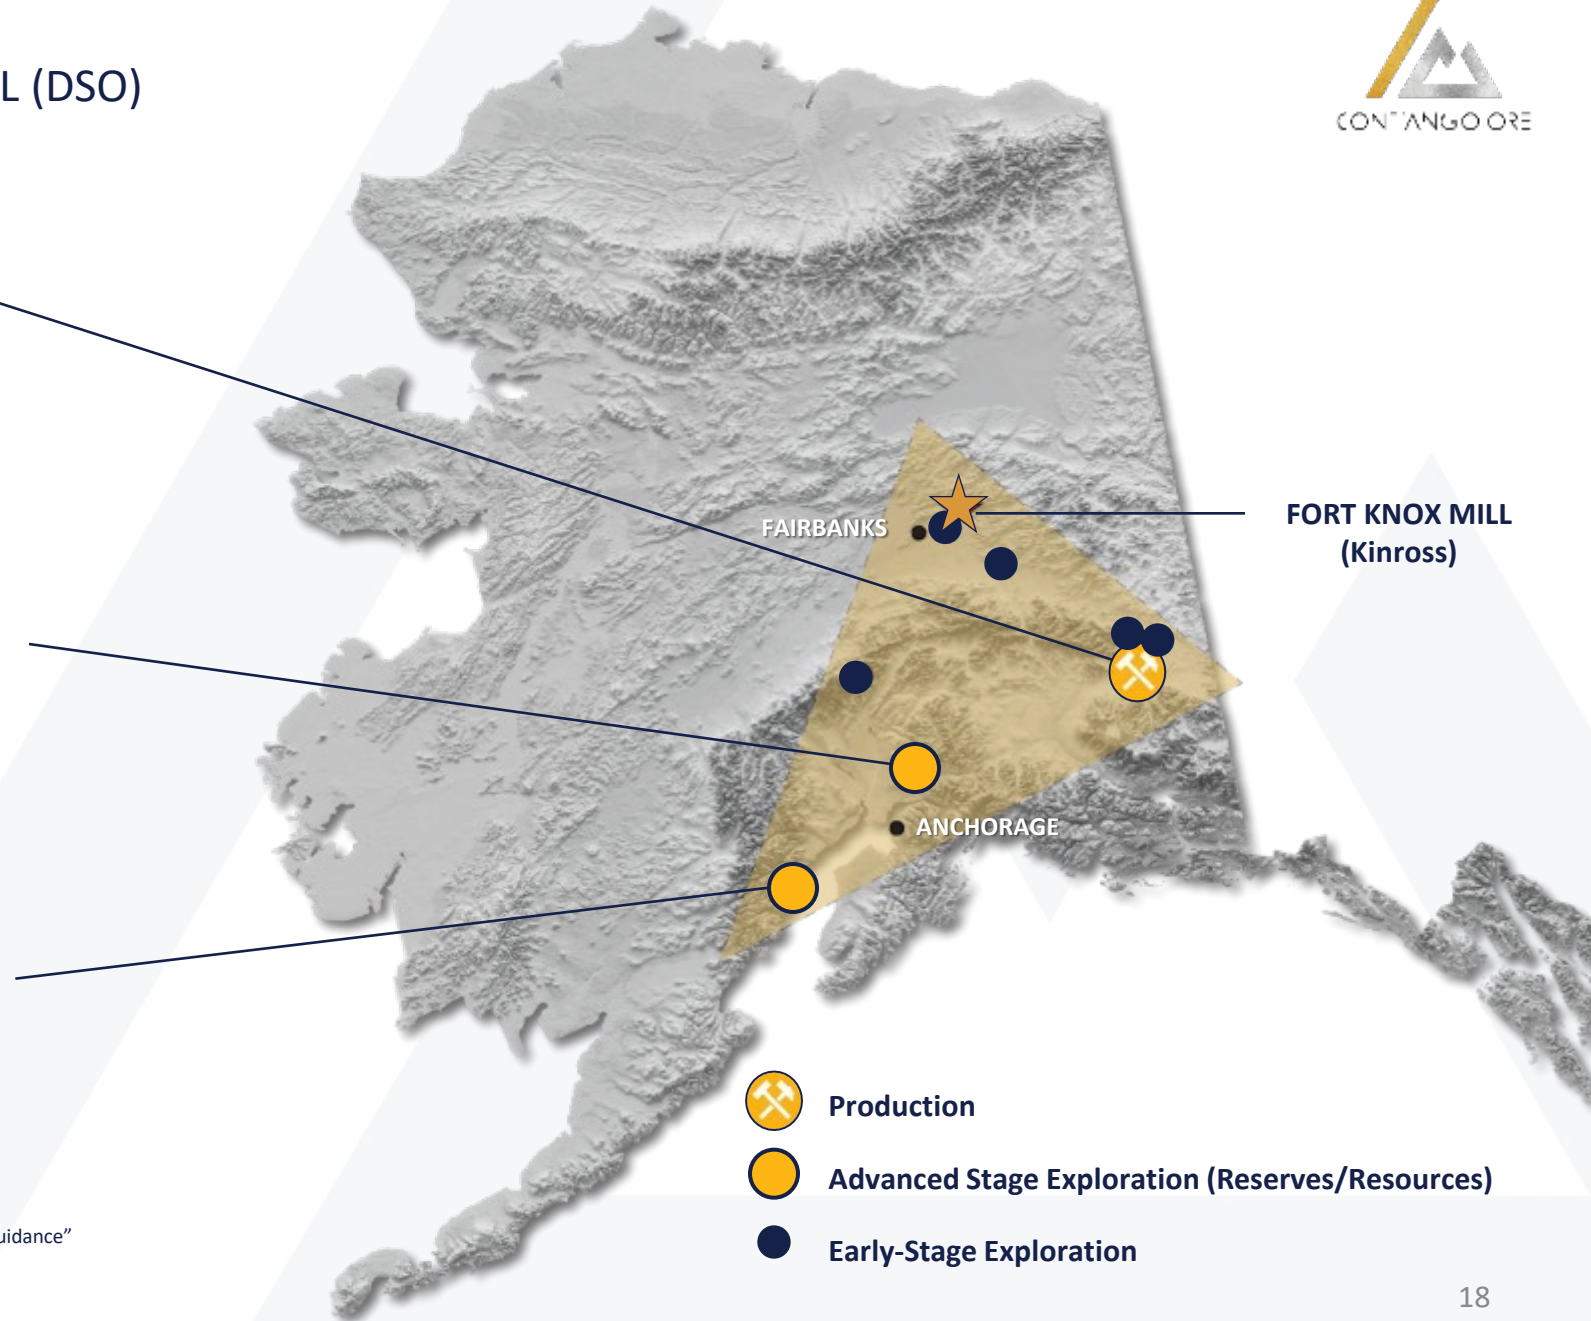 L (DSO)
CONTANGO ORE
FAIRBANKS
FORT KNOX MILL
(Kinross)
ANCHORAGE
Production
Advanced Stage Exploration (Reserves/Resources)
Early-Stage Exploration
uidance”
18